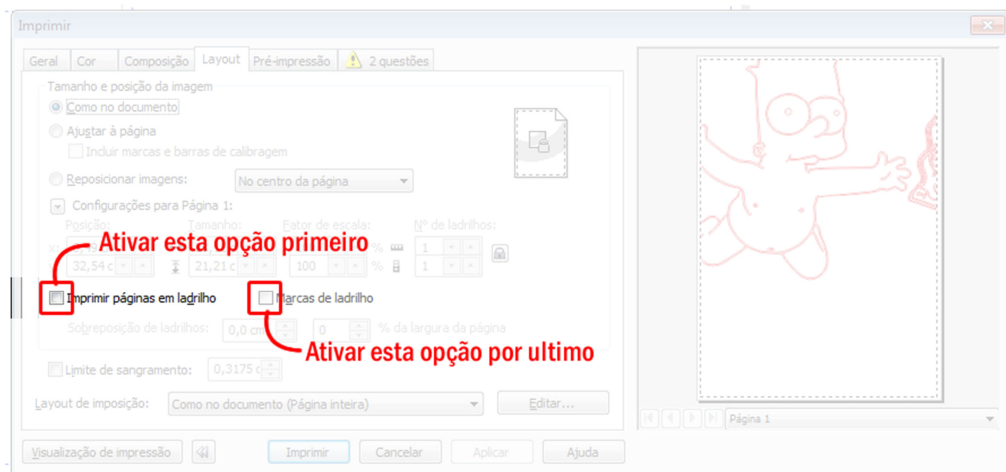 Imprimir
Geral Cor Composição Layout Pré-impressão 2 questões
Tamanho e posição da imagem
Como no documento
Ajustar à página
Incluir marcas e barras de calibragem
Reposicionar imagens: No centro da página
Configurações para Página 1:
Posição: Tamanho: Fator de escala: Nº de ladrilhos:
Ativar esta opção primeiro
% 1
32,54 c 21,21 c 100 % 1
Imprimir páginas em ladrilho Marcas de ladrilho
Sobreposição de ladrilhos: 0,0 cm 0 % da largura da página
Ativar esta opção por ultimo
Limite de sangramento: 0,3175 c
Layout de imposição: Como no documento (Página inteira) Editar...
Página 1
Visualização de impressão Imprimir Cancelar Aplicar Ajuda